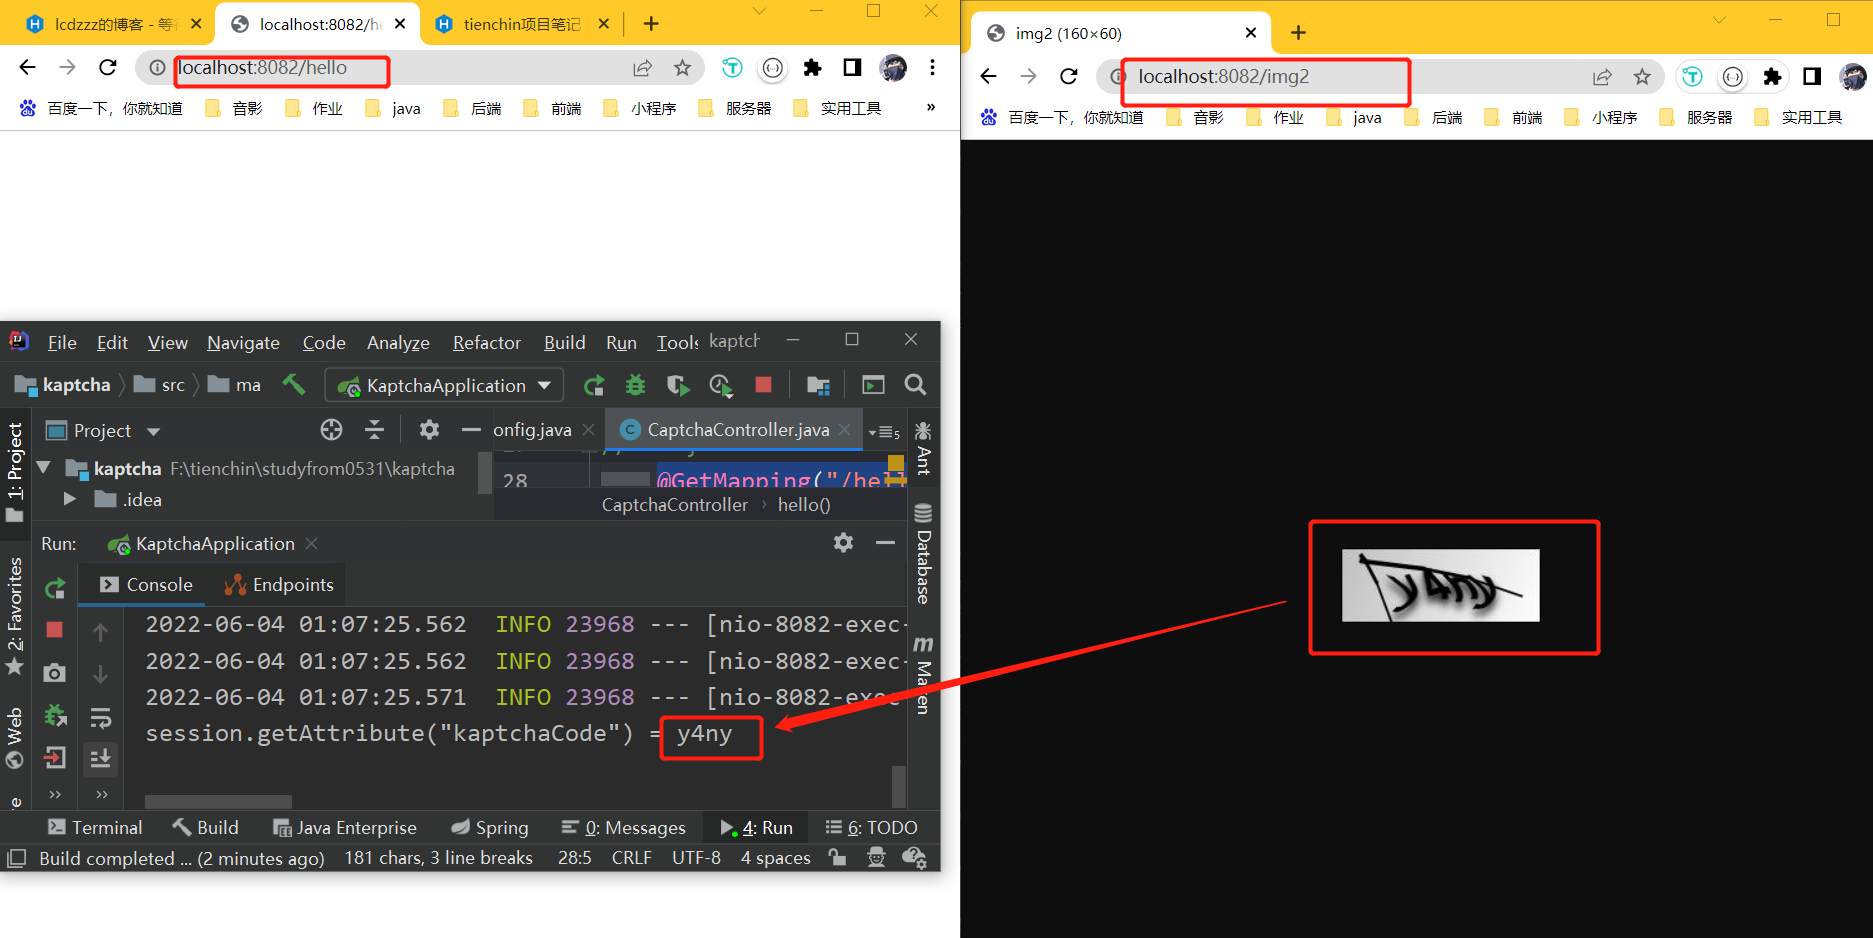 lcdzzz的博客 - 等
localhost:8082/he
tienchin项目笔记
localhost:8082/hello
百度一下，你就知道
音影
作业
java
后端
前端
小程序
服务器
实用工具
»
img2 (160×60)
localhost:8082/img2
百度一下，你就知道
音影
作业
java
后端
前端
小程序
服务器
实用工具
y4ny
File Edit View Navigate Code Analyze Refactor Build Run Tools kaptch
kaptcha src ma KaptchaApplication
1: Project
Project
onfig.java
CaptchaController.java
5
kaptcha F:\tienchin\studyfrom0531\kaptcha
.idea
28 @GetMapping("/hell
CaptchaController › hello()
Ant
Database
Maven
Run: KaptchaApplication
Console Endpoints
2: Favorites
Web
2022-06-04 01:07:25.562 INFO 23968 --- [nio-8082-exec-
2022-06-04 01:07:25.562 INFO 23968 --- [nio-8082-exec-
2022-06-04 01:07:25.571 INFO 23968 --- [nio-8082-exec
session.getAttribute("kaptchaCode") = y4ny
Terminal Build Java Enterprise Spring 0: Messages 4: Run 6: TODO
Build completed ... (2 minutes ago) 181 chars, 3 line breaks 28:5 CRLF UTF-8 4 spaces